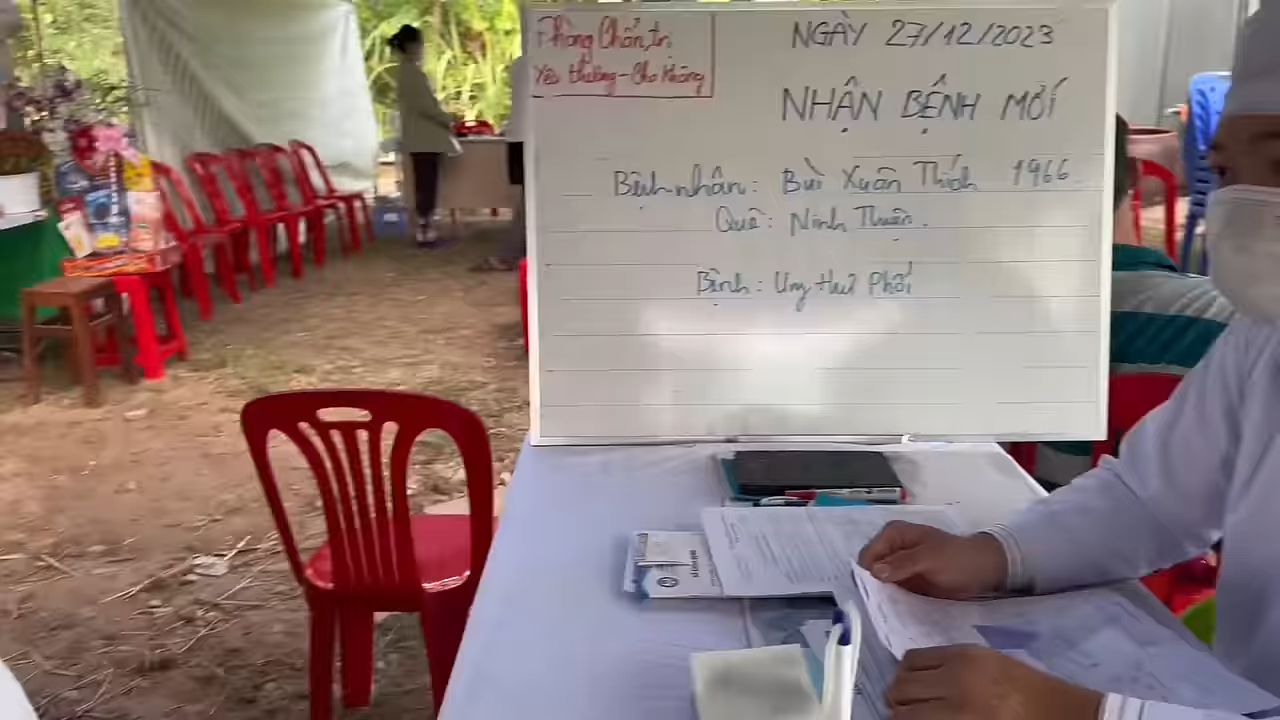 Phòng Chẩn trị
Yêu thương - Cho Không
NGÀY 27/12/2023
NHẬN BỆNH MỚI
Bệnh nhân: Bùi Xuân Thích 1966
Quê: Ninh Thuận.
Bệnh: Ung thư Phổi